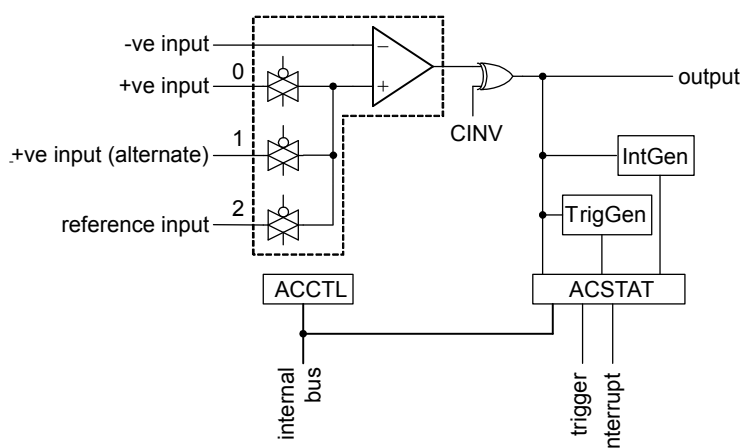 -ve input
−
0
+ve input
+
output
CINV
1
+ve input (alternate)
IntGen
2
reference input
TrigGen
ACCTL
ACSTAT
internal
bus
trigger
nterrupt